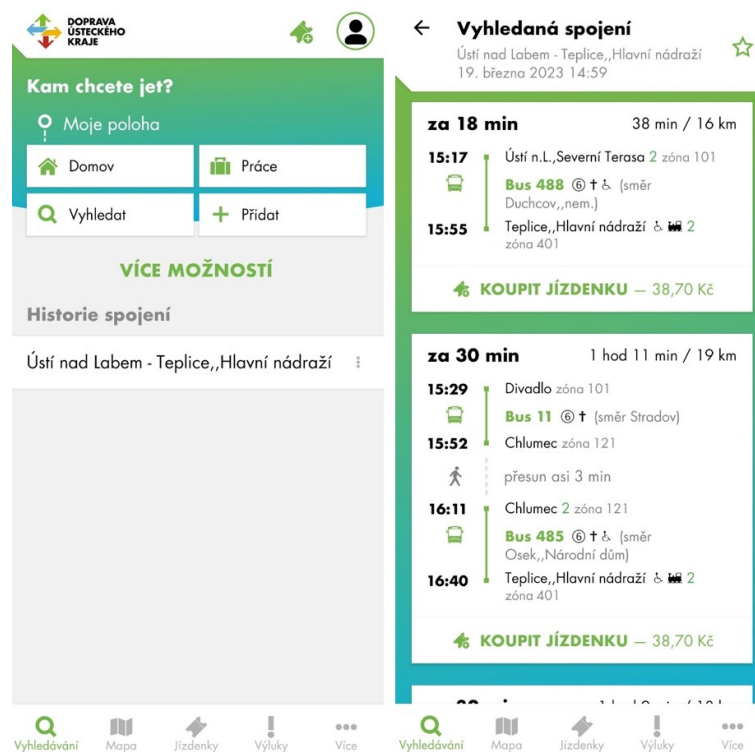 DOPRAVA
ÚSTECKÉHO
KRAJE
Kam chcete jet?
Moje poloha
Domov
Práce
Vyhledat
Přidat
VÍCE MOŽNOSTÍ
Historie spojení
Ústí nad Labem - Teplice,,Hlavní nádraží
Vyhledávání Mapa Jízdenky Výluky Více
Vyhledaná spojení
Ústí nad Labem - Teplice,,Hlavní nádraží
19. března 2023 14:59
za 18 min 38 min / 16 km
15:17 Ústí n.L.,Severní Terasa 2 zóna 101
Bus 488 ⑥ † ♿ (směr
Duchcov,,nem.)
15:55 Teplice,,Hlavní nádraží ♿ 🚂 2
zóna 401
KOUPIT JÍZDENKU – 38,70 Kč
za 30 min 1 hod 11 min / 19 km
15:29 Divadlo zóna 101
Bus 11 ⑥ † (směr Stradov)
15:52 Chlumec zóna 121
přesun asi 3 min
16:11 Chlumec 2 zóna 121
Bus 485 ⑥ † ♿ (směr
Osek,,Národní dům)
16:40 Teplice,,Hlavní nádraží ♿ 🚂 2
zóna 401
KOUPIT JÍZDENKU – 38,70 Kč
Vyhledávání Mapa Jízdenky Výluky Více